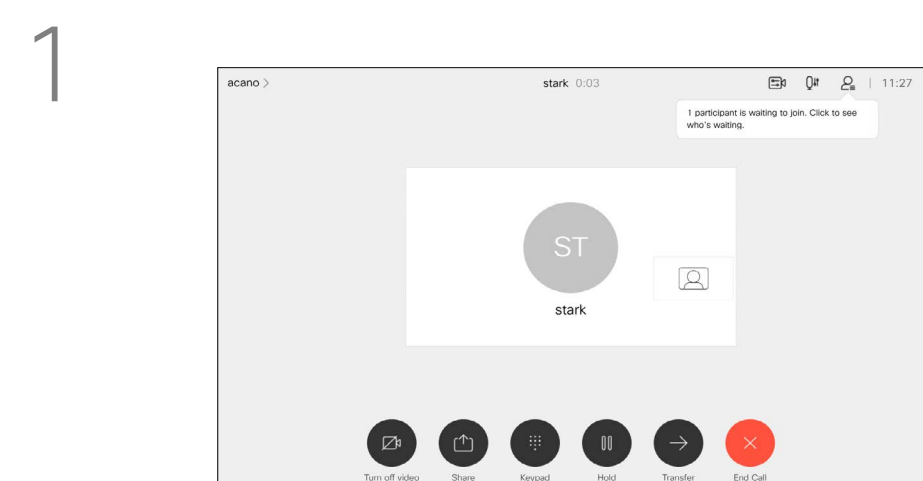 1
acano >
stark 0:03
11:27
1 participant is waiting to join. Click to see
who's waiting.
ST
stark
Turn off video
Share
Keypad
Hold
Transfer
End Call